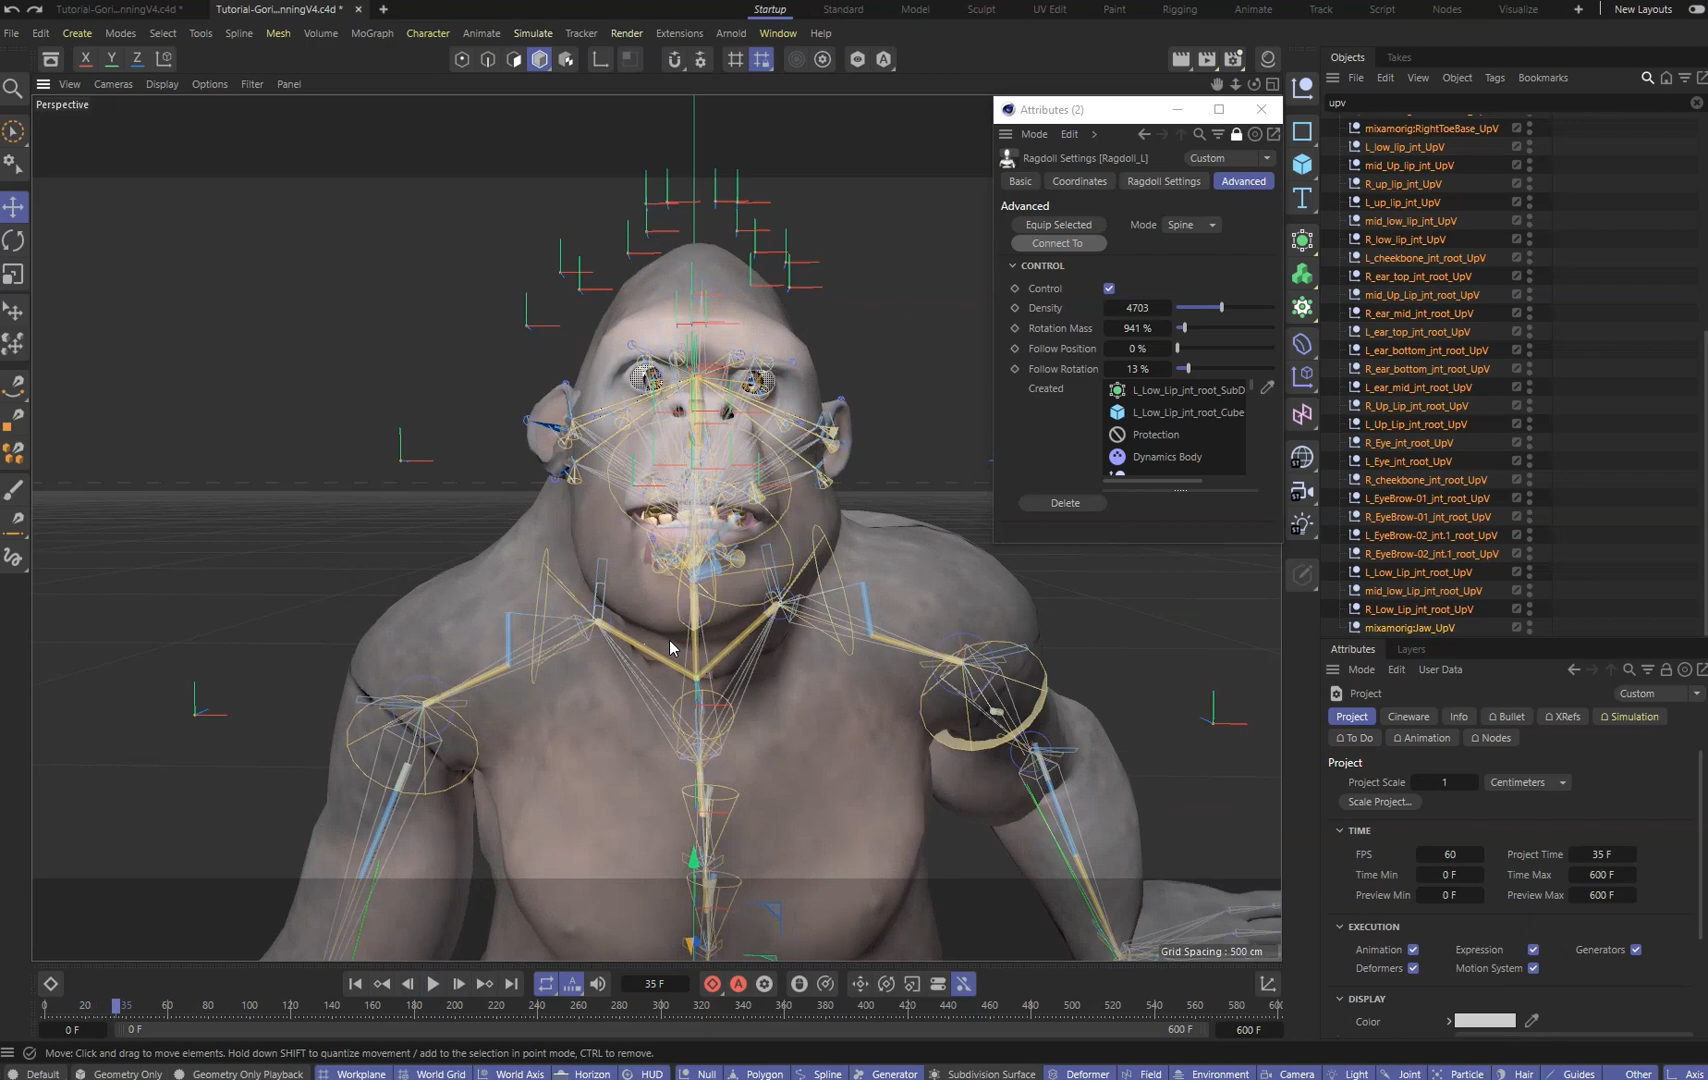 Tutorial-Gori...nningV4.c4d *
Tutorial-Gori...nningV4.c4d *
Startup
Standard
Model
Sculpt
UV Edit
Paint
Rigging
Animate
Track
Script
Nodes
Visualize
New Layouts
File
Edit
Create
Modes
Select
Tools
Spline
Mesh
Volume
MoGraph
Character
Animate
Simulate
Tracker
Render
Extensions
Arnold
Window
Help
X
Y
Z
View
Cameras
Display
Options
Filter
Panel
Perspective
Attributes (2)
Mode
Edit
Ragdoll Settings [Ragdoll_L]
Custom
Basic
Coordinates
Ragdoll Settings
Advanced
Advanced
Equip Selected
Mode
Spine
Connect To
CONTROL
Control
Density
4703
Rotation Mass
941 %
Follow Position
0 %
Follow Rotation
13 %
Created
L_Low_Lip_jnt_root_SubD
L_Low_Lip_jnt_root_Cube
Protection
Dynamics Body
Delete
Grid Spacing : 500 cm
Objects
Takes
File
Edit
View
Object
Tags
Bookmarks
upv
mixamorig:RightToeBase_UpV
L_low_lip_jnt_UpV
mid_Up_lip_jnt_UpV
R_up_lip_jnt_UpV
L_up_lip_jnt_UpV
mid_low_lip_jnt_UpV
R_low_lip_jnt_UpV
L_cheekbone_jnt_root_UpV
R_ear_top_jnt_root_UpV
mid_Up_Lip_jnt_root_UpV
R_ear_mid_jnt_root_UpV
L_ear_top_jnt_root_UpV
L_ear_bottom_jnt_root_UpV
R_ear_bottom_jnt_root_UpV
L_ear_mid_jnt_root_UpV
R_Up_Lip_jnt_root_UpV
L_Up_Lip_jnt_root_UpV
R_Eye_jnt_root_UpV
L_Eye_jnt_root_UpV
R_cheekbone_jnt_root_UpV
L_EyeBrow-01_jnt_root_UpV
R_EyeBrow-01_jnt_root_UpV
L_EyeBrow-02_jnt.1_root_UpV
R_EyeBrow-02_jnt.1_root_UpV
L_Low_Lip_jnt_root_UpV
mid_low_Lip_jnt_root_UpV
R_Low_Lip_jnt_root_UpV
mixamorig:Jaw_UpV
Attributes
Layers
Mode
Edit
User Data
Project
Custom
Project
Cineware
Info
Bullet
XRefs
Simulation
To Do
Animation
Nodes
Project
Project Scale
1
Centimeters
Scale Project...
TIME
FPS
60
Project Time
35 F
Time Min
0 F
Time Max
600 F
Preview Min
0 F
Preview Max
600 F
EXECUTION
Animation
Expression
Generators
Deformers
Motion System
DISPLAY
Color
35 F
0
20
35
60
80
100
120
140
160
180
200
220
240
260
280
300
320
340
360
380
400
420
440
460
480
500
520
540
560
580
0 F
0 F
600 F
600 F
Move: Click and drag to move elements. Hold down SHIFT to quantize movement / add to the selection in point mode, CTRL to remove.
Default
Geometry Only
Geometry Only Playback
Workplane
World Grid
World Axis
Horizon
HUD
Null
Polygon
Spline
Generator
Subdivision Surface
Deformer
Field
Environment
Camera
Light
Joint
Particle
Hair
Guides
Other
Axis